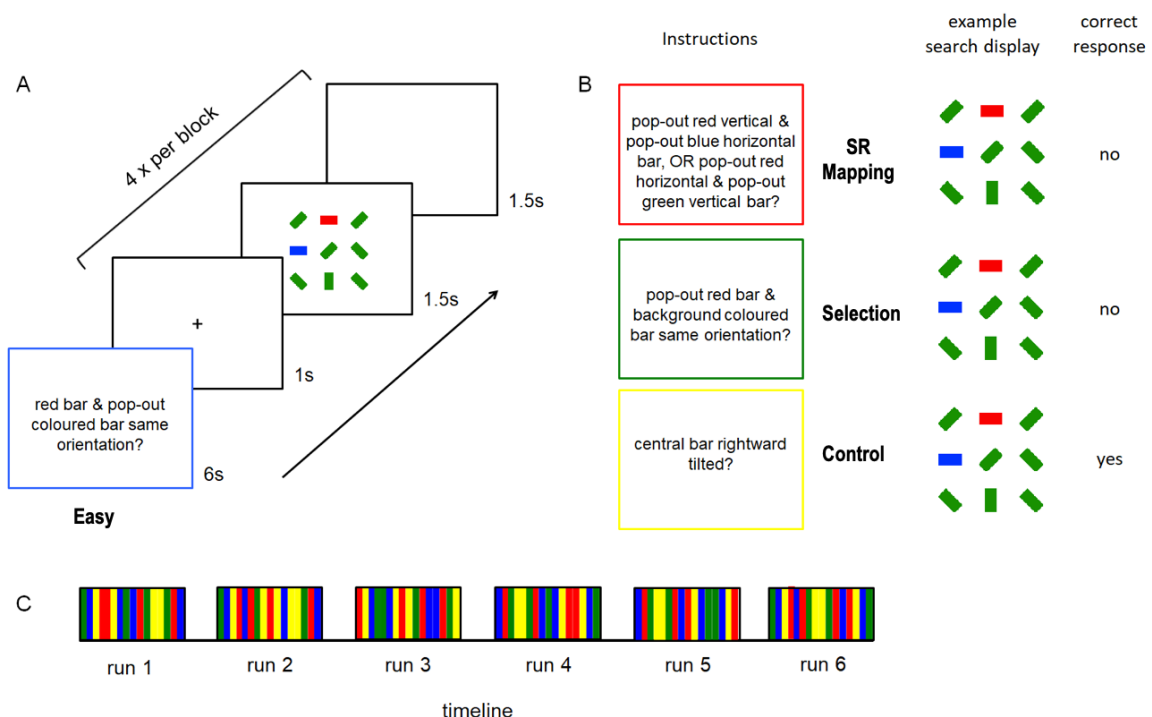 A
4 x per block
1.5s
1.5s
+
1s
red bar & pop-out
coloured bar same
orientation?
6s
Easy
Instructions
example
search display
correct
response
B
pop-out red vertical &
pop-out blue horizontal
bar, OR pop-out red
horizontal & pop-out
green vertical bar?
SR
Mapping
no
pop-out red bar &
background coloured
bar same orientation?
Selection
no
central bar rightward
tilted?
Control
yes
C
run 1
run 2
run 3
run 4
run 5
run 6
timeline